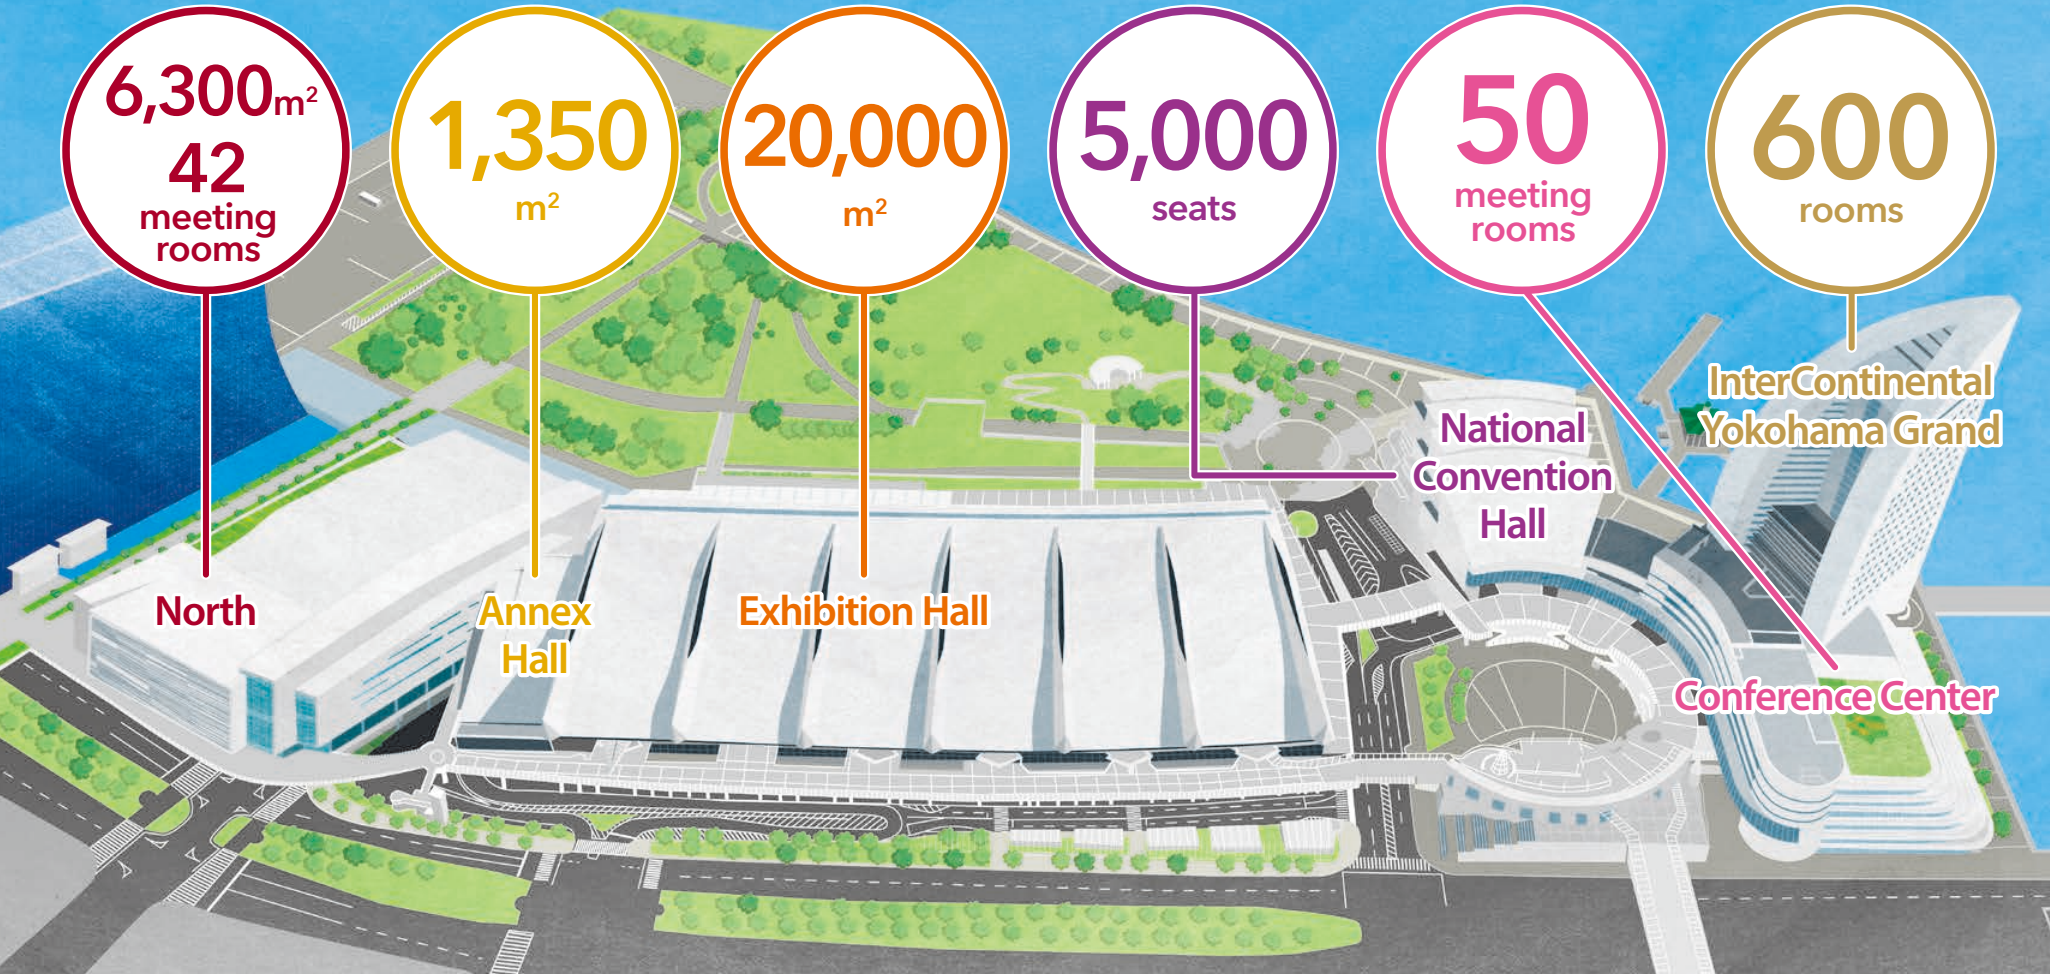 6,300m²
42
meeting
rooms
1,350
m²
20,000
m²
5,000
seats
50
meeting
rooms
600
rooms
InterContinental
Yokohama Grand
National
Convention
Hall
North
Annex
Hall
Exhibition Hall
Conference Center